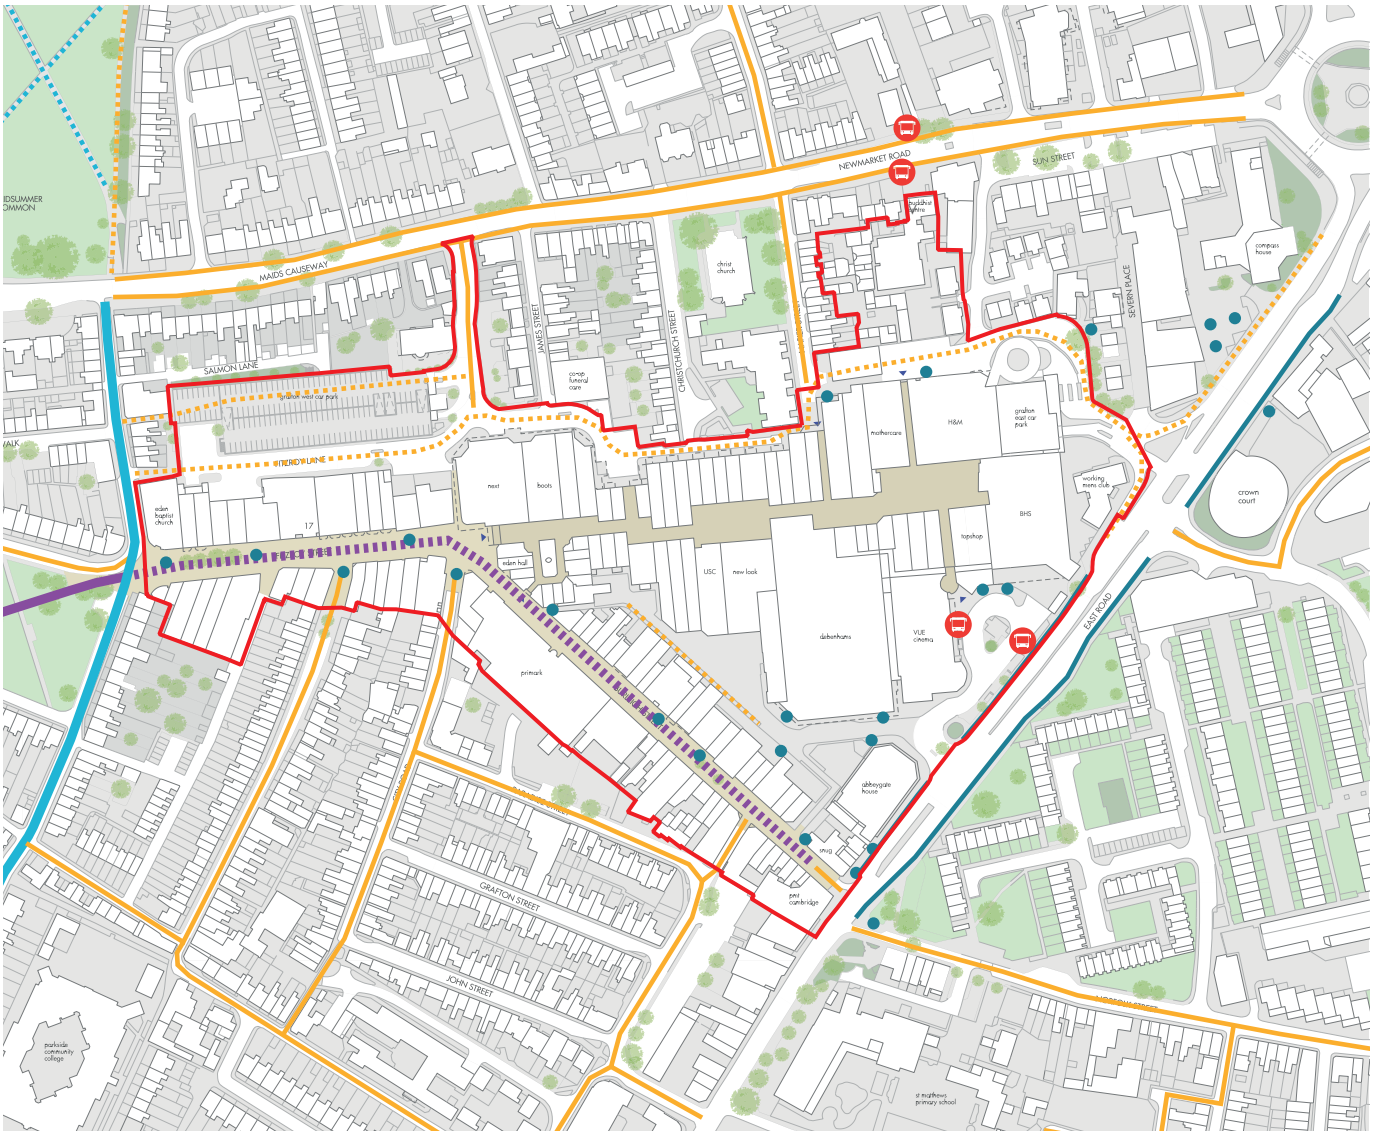 NEWMARKET ROAD
SUN STREET
IDSUMMER
OMMON
buddhist
centre
MAIDS CAUSEWAY
christ
church
compass
house
SEVERN PLACE
JAMES STREET
CHRISTCHURCH STREET
SALMON LANE
co-op
funeral
care
grafton west car park
WALK
FITZROY LANE
mothercare
H&M
grafton
east car
park
next
boots
working
mens club
crown
court
eden
baptist
church
17
BHS
topshop
eden hall
USC
new look
EAST ROAD
debenhams
VUE
cinema
primark
abbeygate
house
snug
pmt
cambridge
GRAFTON STREET
JOHN STREET
NORFOLK STREET
parkside
community
college
st matthews
primary school